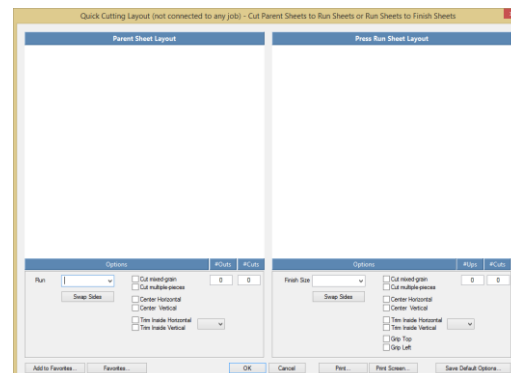 Quick Cutting Layout (not connected to any job) - Cut Parent Sheets to Run Sheets or Run Sheets to Finish Sheets
Parent Sheet Layout
Press Run Sheet Layout
Options
#Outs
#Cuts
Options
#Ups
#Cuts
Run
Cut mixed-grain
Cut multiple-pieces
0
0
Finish Size
Cut mixed-grain
Cut multiple-pieces
0
0
Swap Sides
Center Horizontal
Center Vertical
Swap Sides
Center Horizontal
Center Vertical
Trim Inside Horizontal
Trim Inside Vertical
Trim Inside Horizontal
Trim Inside Vertical
Grip Top
Grip Left
Add to Favorites...
Favorites...
OK
Cancel
Print...
Print Screen...
Save Default Options...